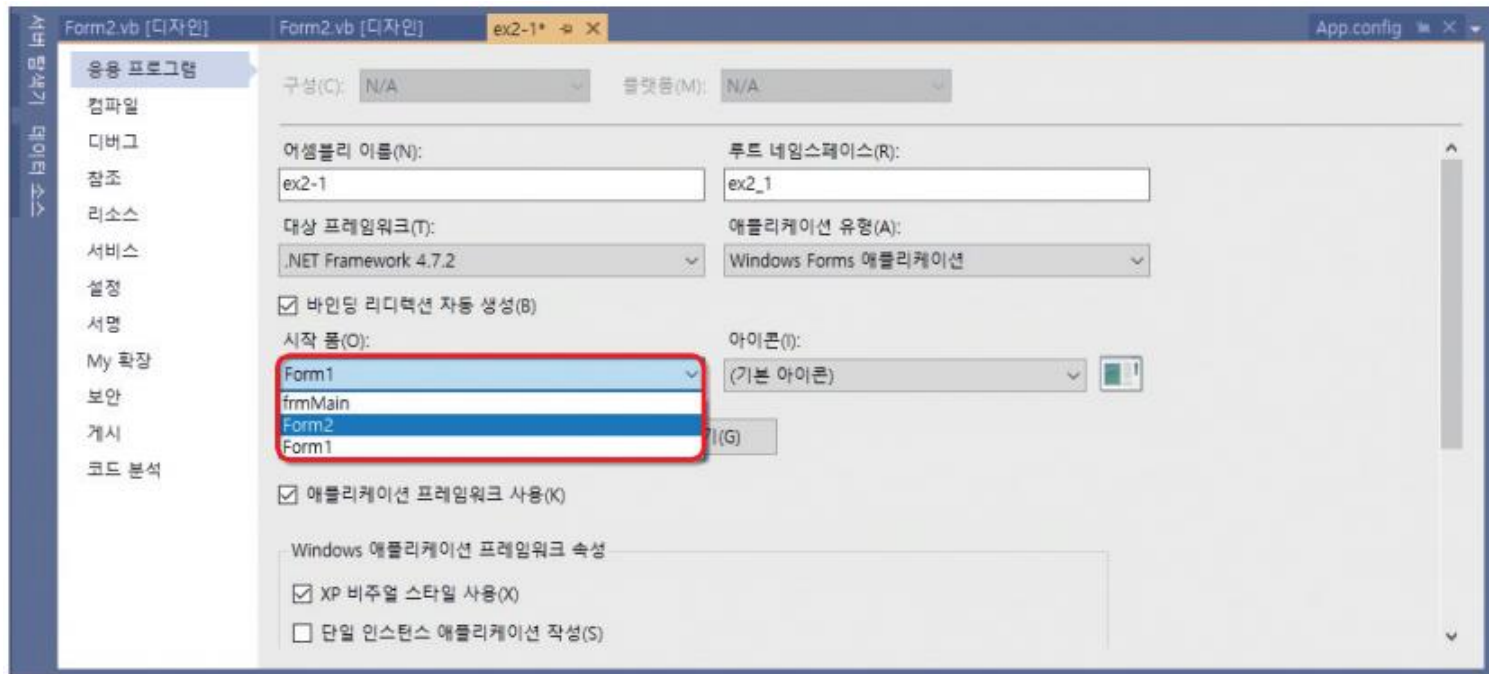 Form2.vb [디자인]
Form2.vb [디자인]
ex2-1*
App.config
서버 탐색기
데이터 소스
응용 프로그램
컴파일
디버그
참조
리소스
서비스
설정
서명
My 확장
보안
게시
코드 분석
구성(C): N/A 플랫폼(M): N/A
어셈블리 이름(N): 루트 네임스페이스(R):
ex2-1 ex2_1
대상 프레임워크(T): 애플리케이션 유형(A):
.NET Framework 4.7.2 Windows Forms 애플리케이션
바인딩 리디렉션 자동 생성(B)
시작 폼(O): 아이콘(I):
Form1 (기본 아이콘)
frmMain
Form2
Form1
기(G)
애플리케이션 프레임워크 사용(K)
Windows 애플리케이션 프레임워크 속성
XP 비주얼 스타일 사용(X)
단일 인스턴스 애플리케이션 작성(S)